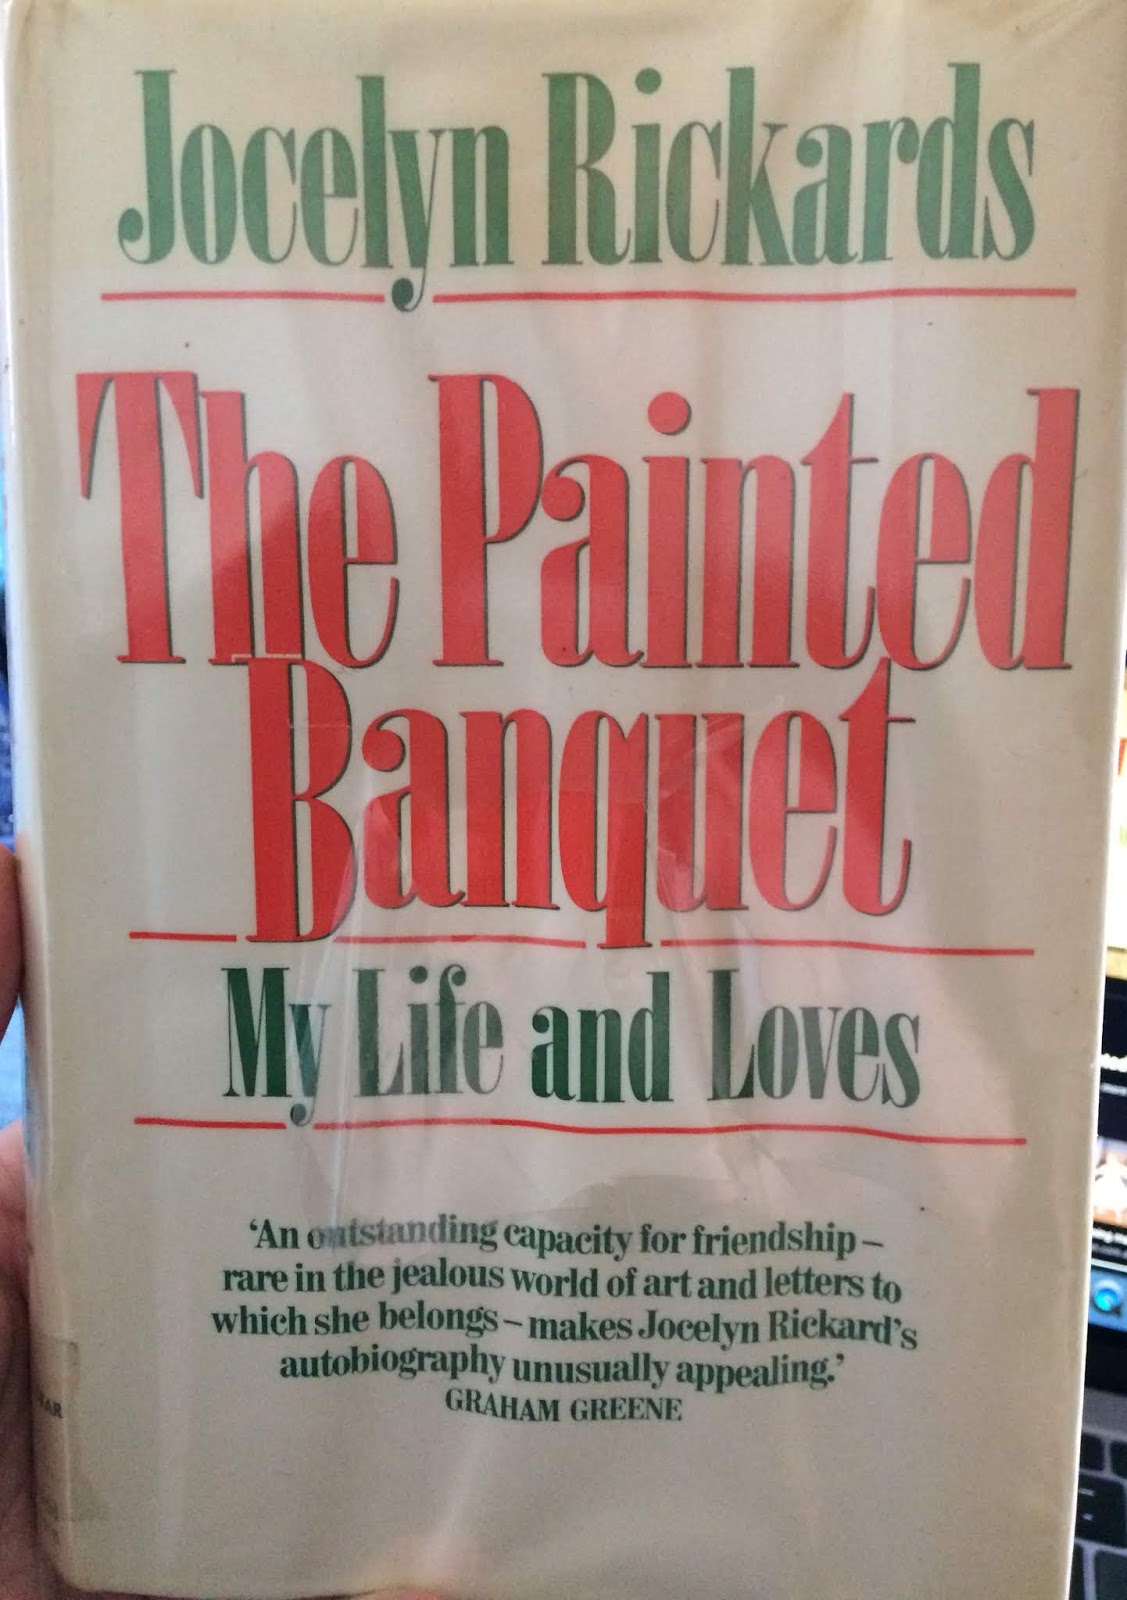 Jocelyn Rickards
The Painted
Banquet
My Life and Loves
‘An outstanding capacity for friendship –
rare in the jealous world of art and letters to
which she belongs – makes Jocelyn Rickard’s
autobiography unusually appealing.’
GRAHAM GREENE